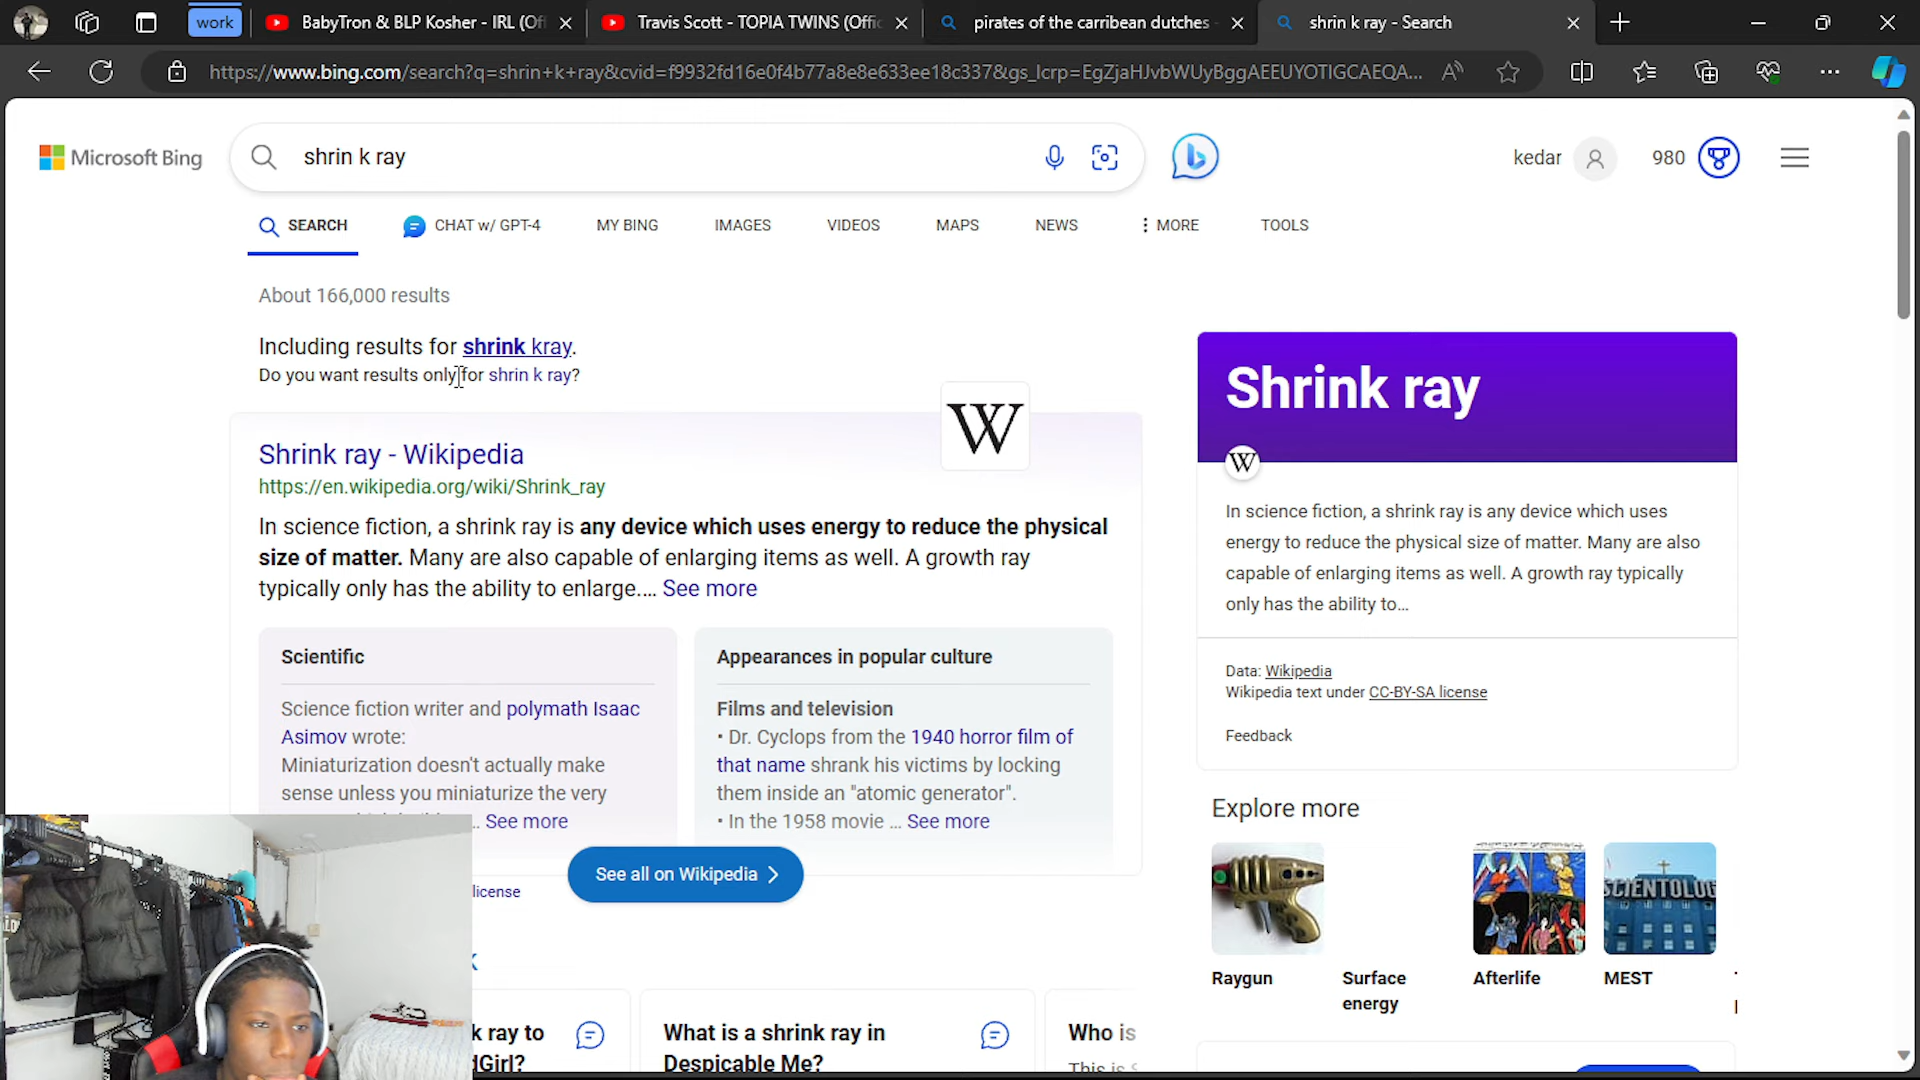 work
BabyTron & BLP Kosher - IRL (Off
Travis Scott - TOPIA TWINS (Offic
pirates of the carribean dutches -
shrin k ray - Search
https://www.bing.com/search?q=shrin+k+ray&cvid=f9932fd16e0f4b77a8e8e633ee18c337&gs_lcrp=EgZjaHJvbWUyBggAEEUYOTIGCAEQA...
Microsoft Bing
shrin k ray
kedar
980
SEARCH
CHAT w/ GPT-4
MY BING
IMAGES
VIDEOS
MAPS
NEWS
MORE
TOOLS
About 166,000 results
Including results for shrink kray.
Do you want results only for shrin k ray?
W
Shrink ray - Wikipedia
https://en.wikipedia.org/wiki/Shrink_ray
In science fiction, a shrink ray is any device which uses energy to reduce the physical
size of matter. Many are also capable of enlarging items as well. A growth ray
typically only has the ability to enlarge.... See more
Scientific
Science fiction writer and polymath Isaac
Asimov wrote:
Miniaturization doesn't actually make
sense unless you miniaturize the very
... See more
Appearances in popular culture
Films and television
• Dr. Cyclops from the 1940 horror film of
that name shrank his victims by locking
them inside an "atomic generator".
• In the 1958 movie ... See more
See all on Wikipedia
license
k ray to
dGirl?
What is a shrink ray in
Despicable Me?
Who is
Shrink ray
W
In science fiction, a shrink ray is any device which uses
energy to reduce the physical size of matter. Many are also
capable of enlarging items as well. A growth ray typically
only has the ability to...
Data: Wikipedia
Wikipedia text under CC-BY-SA license
Feedback
Explore more
SCIENTOLOG
Raygun
Surface
energy
Afterlife
MEST